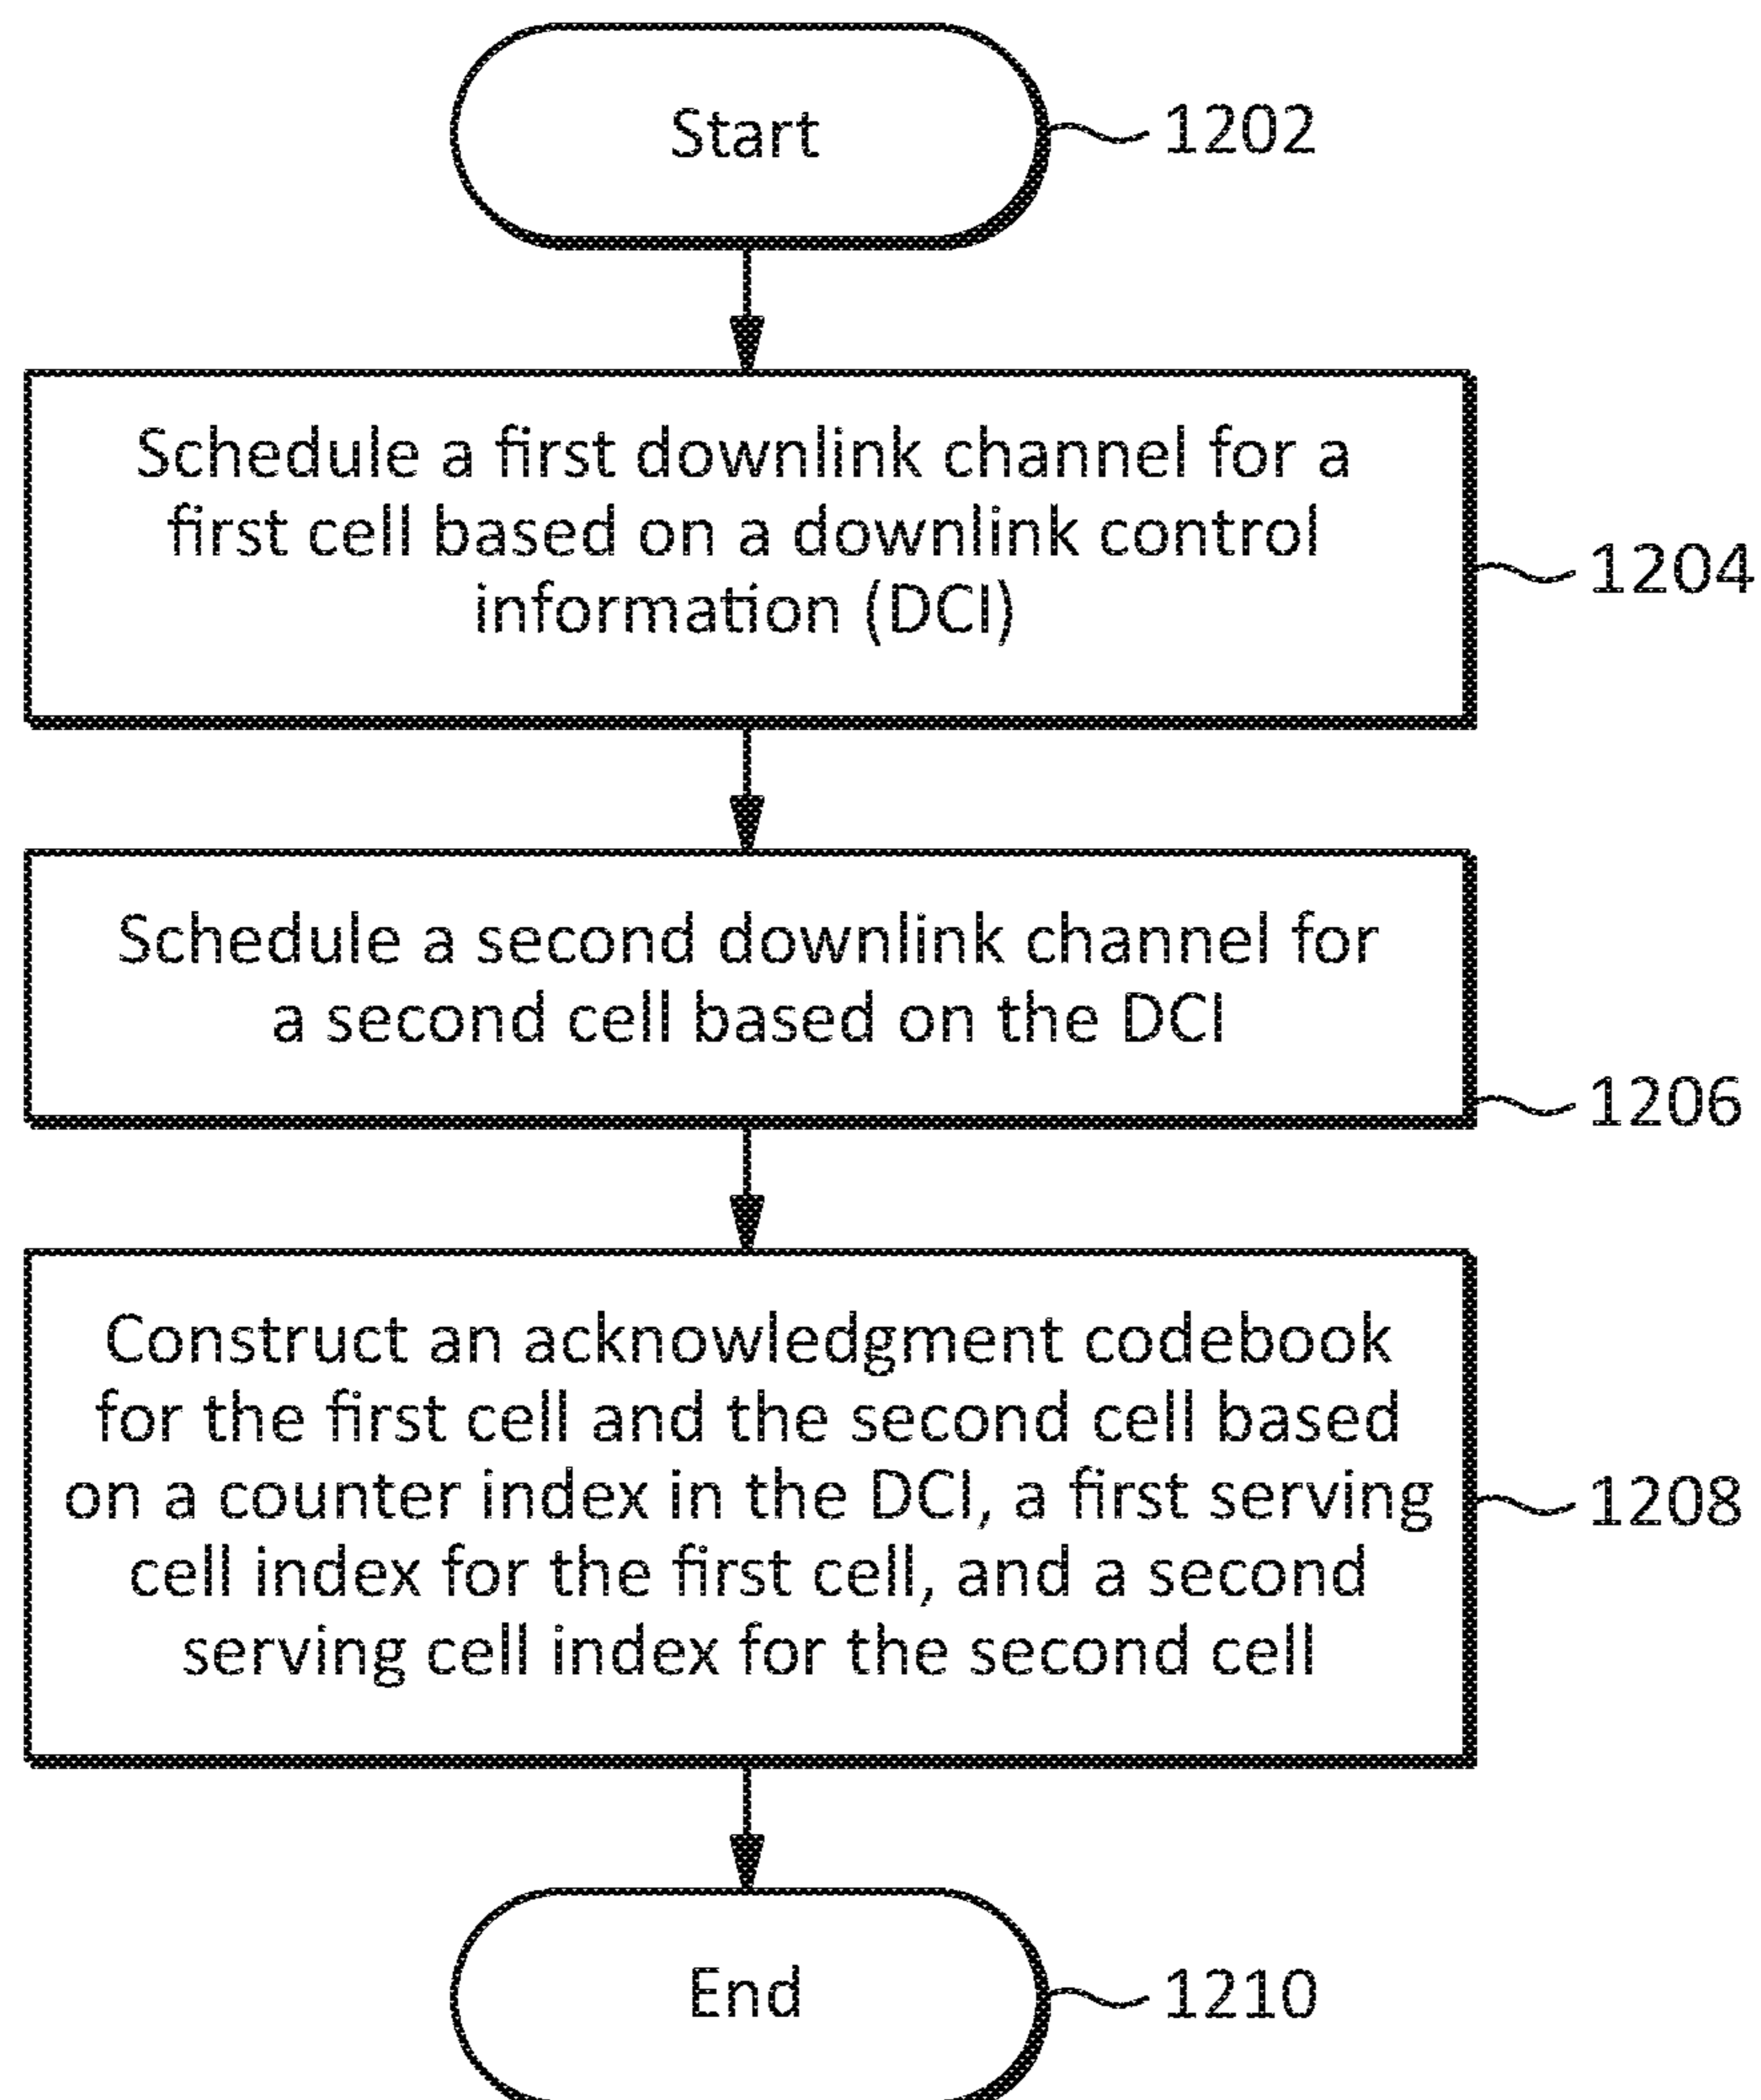 Start
1202
Schedule a first downlink channel for a
first cell based on a downlink control
information (DCI)
1204
Schedule a second downlink channel for
a second cell based on the DCI
1206
Construct an acknowledgment codebook
for the first cell and the second cell based
on a counter index in the DCI, a first serving
cell index for the first cell, and a second
serving cell index for the second cell
1208
End
1210